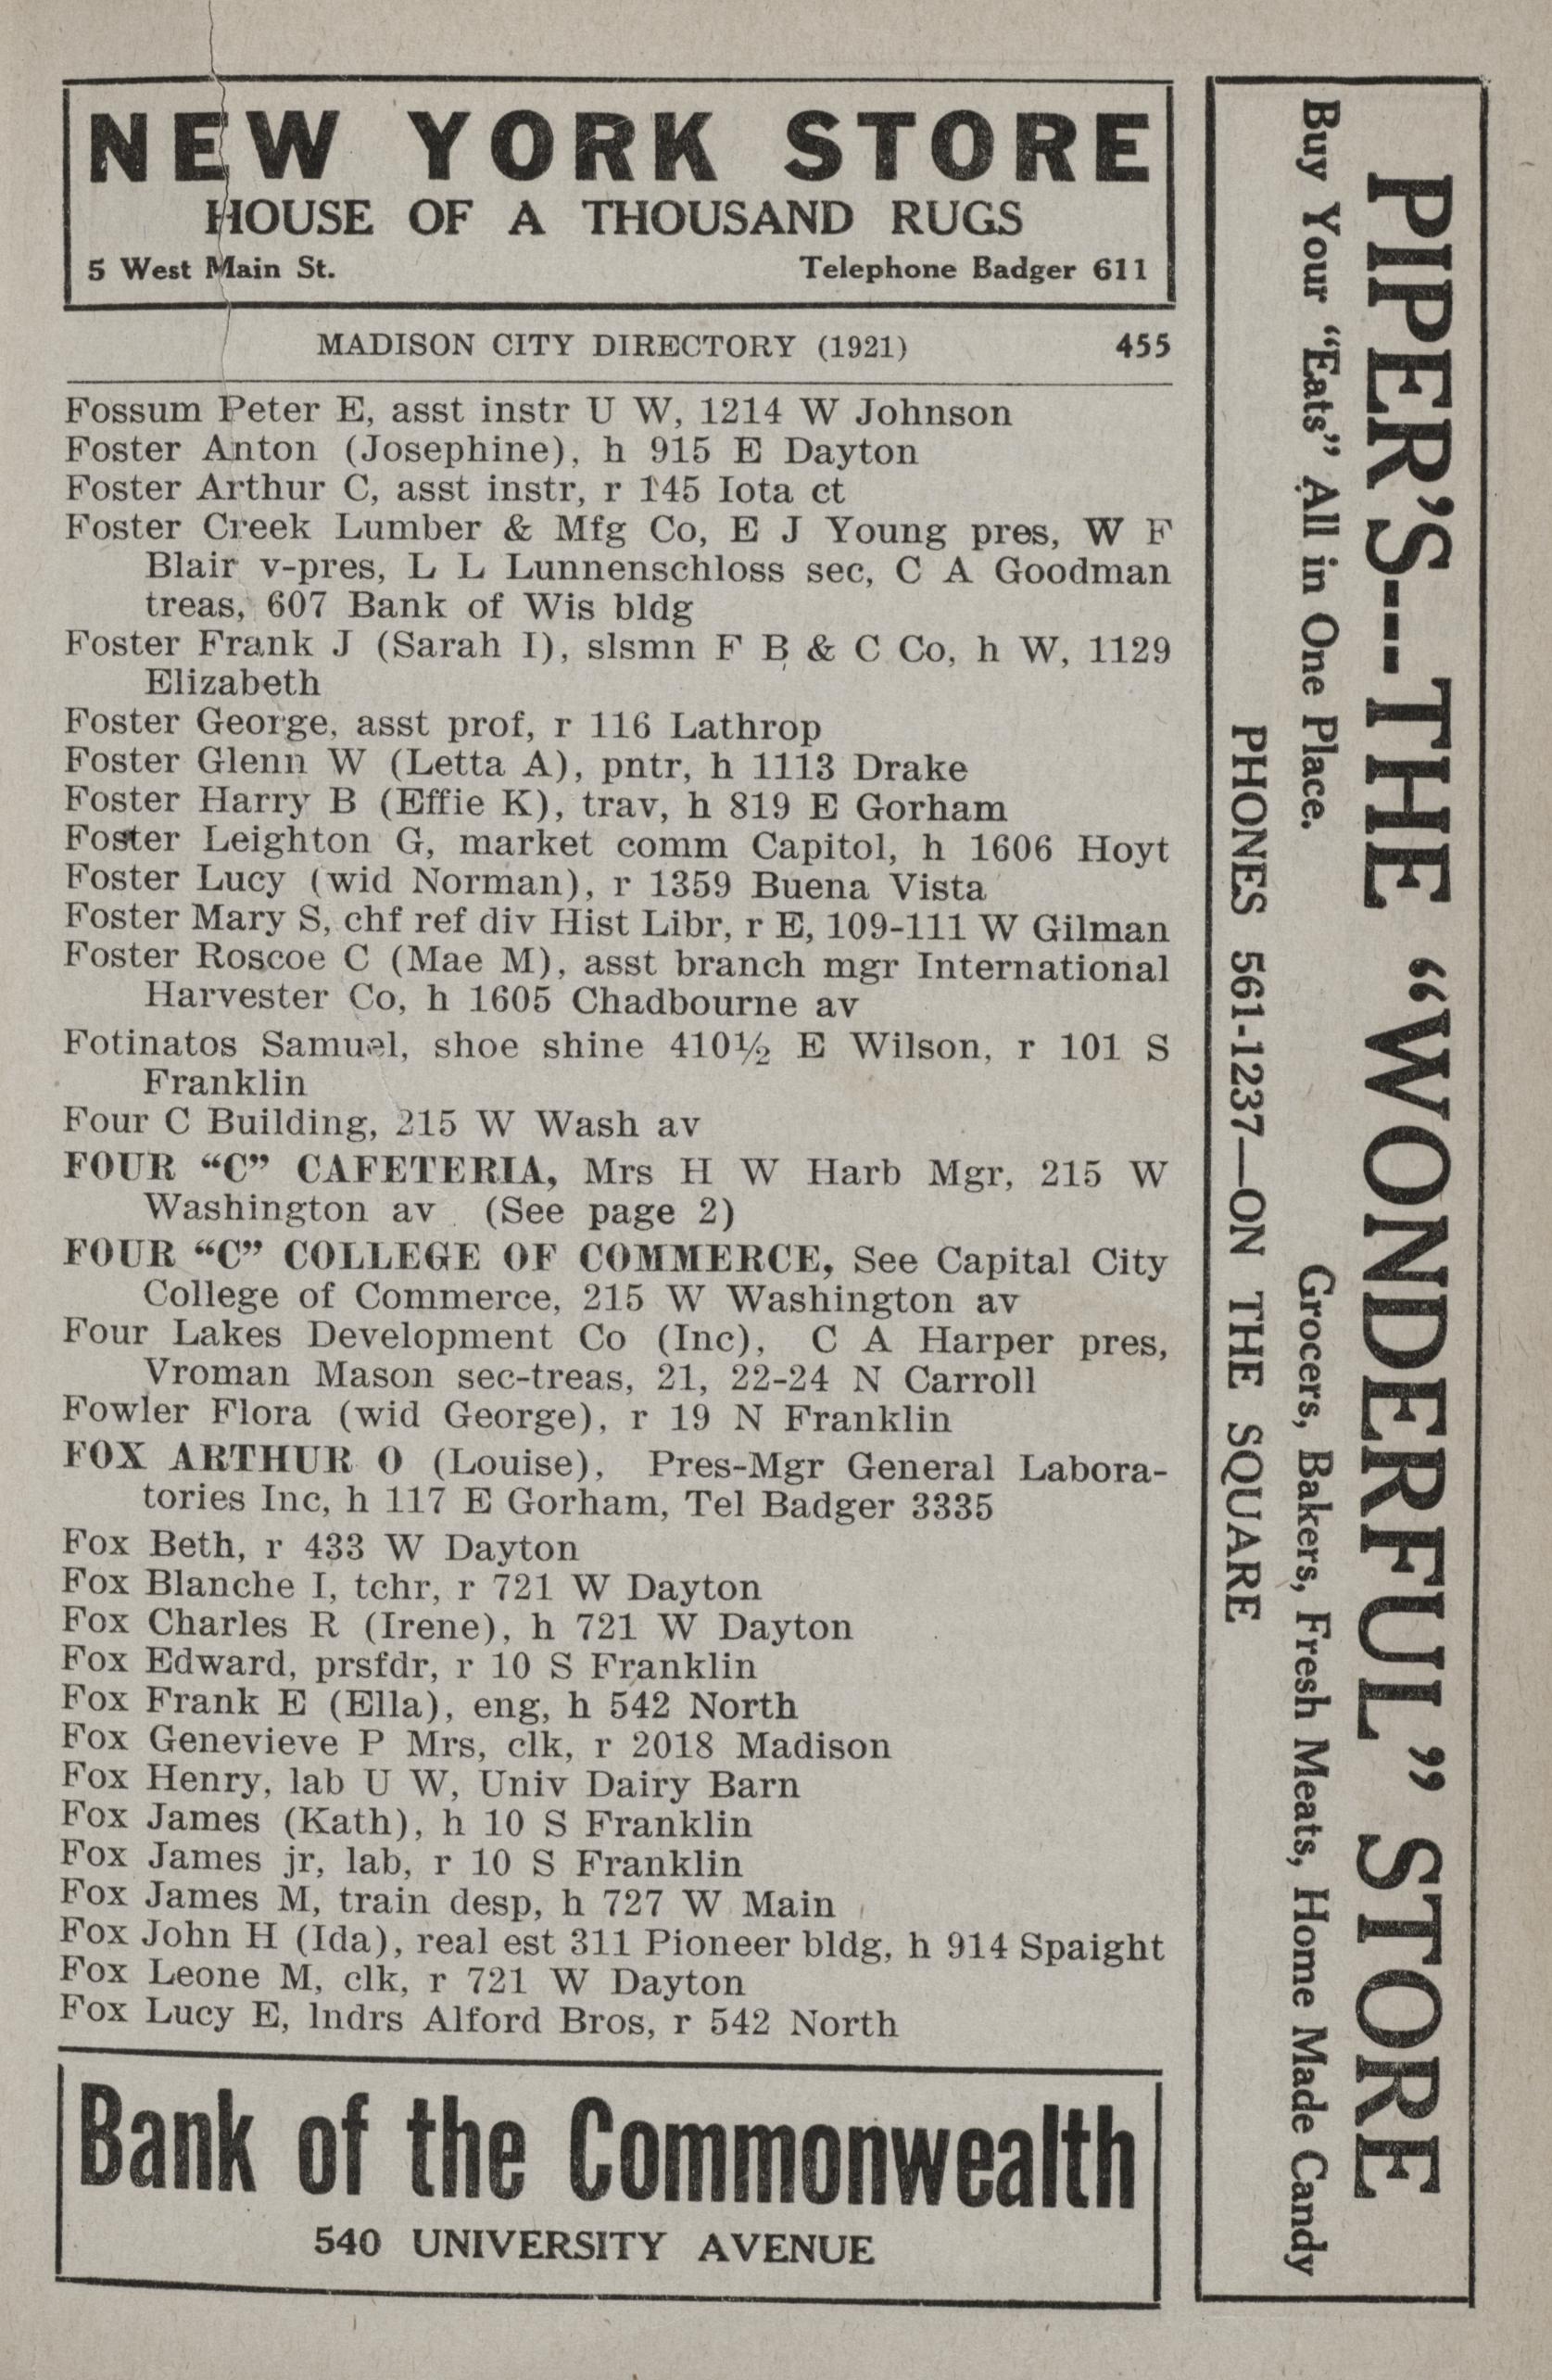 NEW YORK STORE
HOUSE OF A THOUSAND RUGS
5 West Main St. Telephone Badger 611
MADISON CITY DIRECTORY (1921) 455
Fossum Peter E, asst instr U W, 1214 W Johnson
Foster Anton (Josephine), h 915 E Dayton
Foster Arthur C, asst instr, r 145 Iota ct
Foster Creek Lumber & Mfg Co, E J Young pres, W F
Blair v-pres, L L Lunnenschloss sec, C A Goodman
treas, 607 Bank of Wis bldg
Foster Frank J (Sarah I), slsmn F B & C Co, h W, 1129
Elizabeth
Foster George, asst prof, r 116 Lathrop
Foster Glenn W (Letta A), pntr, h 1113 Drake
Foster Harry B (Effie K), trav, h 819 E Gorham
Foster Leighton G, market comm Capitol, h 1606 Hoyt
Foster Lucy (wid Norman), r 1359 Buena Vista
Foster Mary S, chf ref div Hist Libr, r E, 109-111 W Gilman
Foster Roscoe C (Mae M), asst branch mgr International
Harvester Co, h 1605 Chadbourne av
Fotinatos Samuel, shoe shine 410½ E Wilson, r 101 S
Franklin
Four C Building, 215 W Wash av
FOUR “C” CAFETERIA, Mrs H W Harb Mgr, 215 W
Washington av (See page 2)
FOUR “C” COLLEGE OF COMMERCE, See Capital City
College of Commerce, 215 W Washington av
Four Lakes Development Co (Inc), C A Harper pres,
Vroman Mason sec-treas, 21, 22-24 N Carroll
Fowler Flora (wid George), r 19 N Franklin
FOX ARTHUR O (Louise), Pres-Mgr General Labora-
tories Inc, h 117 E Gorham, Tel Badger 3335
Fox Beth, r 433 W Dayton
Fox Blanche I, tchr, r 721 W Dayton
Fox Charles R (Irene), h 721 W Dayton
Fox Edward, prsfdr, r 10 S Franklin
Fox Frank E (Ella), eng, h 542 North
Fox Genevieve P Mrs, clk, r 2018 Madison
Fox Henry, lab U W, Univ Dairy Barn
Fox James (Kath), h 10 S Franklin
Fox James jr, lab, r 10 S Franklin
Fox James M, train desp, h 727 W Main
Fox John H (Ida), real est 311 Pioneer bldg, h 914 Spaight
Fox Leone M, clk, r 721 W Dayton
Fox Lucy E, lndrs Alford Bros, r 542 North
Bank of the Commonwealth
540 UNIVERSITY AVENUE
PIPER'S---THE “WONDERFUL” STORE
Buy Your “Eats” All in One Place. Grocers, Bakers, Fresh Meats, Home Made Candy
PHONES 561-1237—ON THE SQUARE